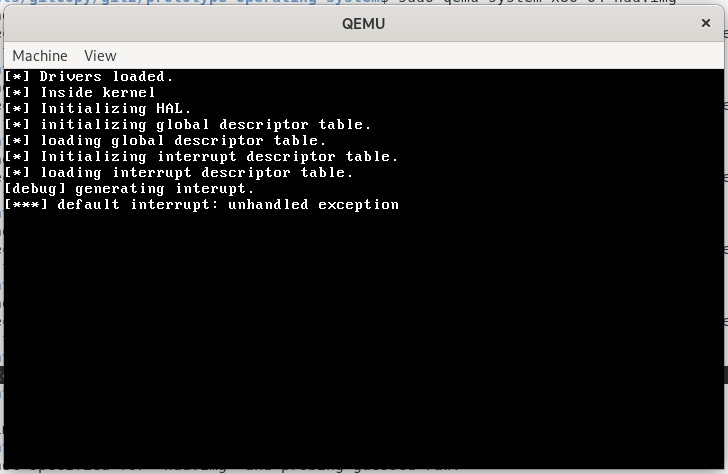 QEMU
Machine View
[*] Drivers loaded.
[*] Inside kernel
[*] Initializing HAL.
[*] initializing global descriptor table.
[*] loading global descriptor table.
[*] Initializing interrupt descriptor table.
[*] loading interrupt descriptor table.
[debug] generating interupt.
[***] default interrupt: unhandled exception